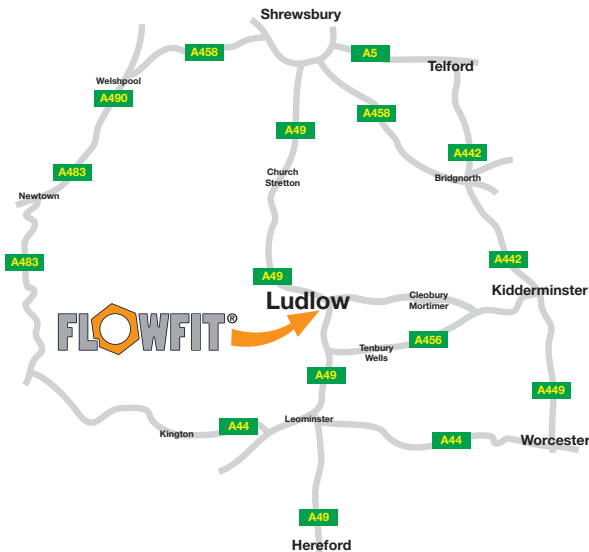 Shrewsbury
A458
A5
Telford
Welshpool
A490
A458
A49
A442
Church
Stretton
A483
Bridgnorth
Newtown
A483
A442
A49
Ludlow
Cleobury
Mortimer
Kidderminster
FLOWFIT®
A456
Tenbury
Wells
A49
A449
Leominster
A44
Kington
A44
Worcester
A49
Hereford